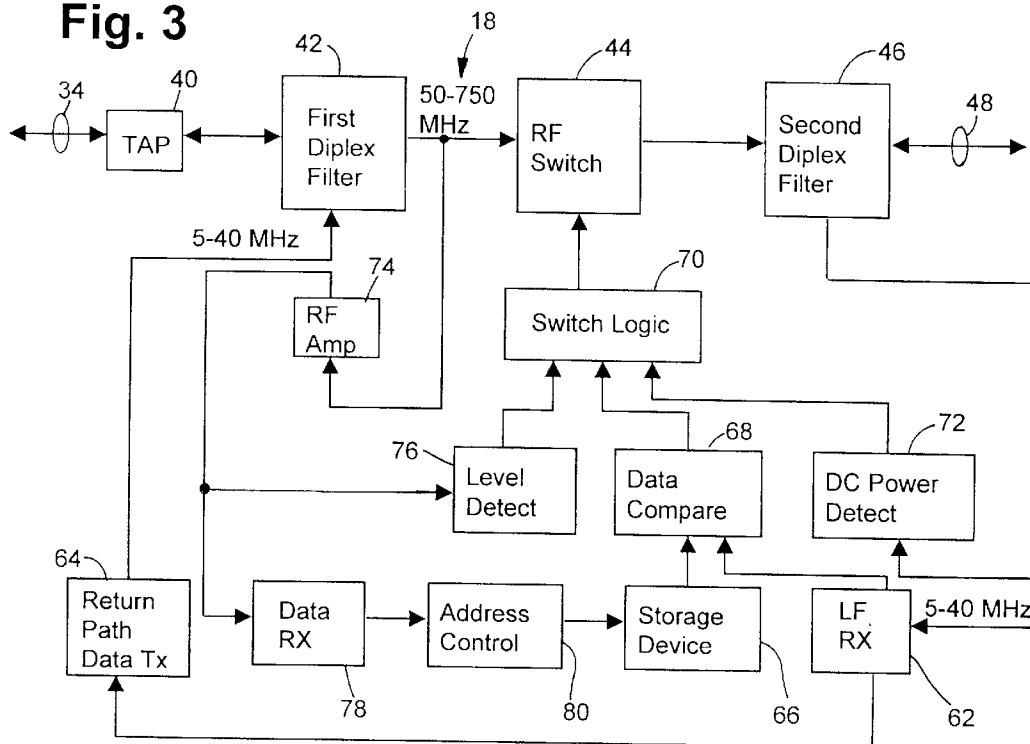 Fig. 3
18
42
44
46
50-750
MHz
34
40
48
TAP
First
Diplex
Filter
RF
Switch
Second
Diplex
Filter
5-40 MHz
74
RF
Amp
70
Switch Logic
76
Level
Detect
68
Data
Compare
72
DC Power
Detect
64
Return
Path
Data Tx
Data
RX
78
Address
Control
80
Storage
Device
66
LF
RX
62
5-40 MHz